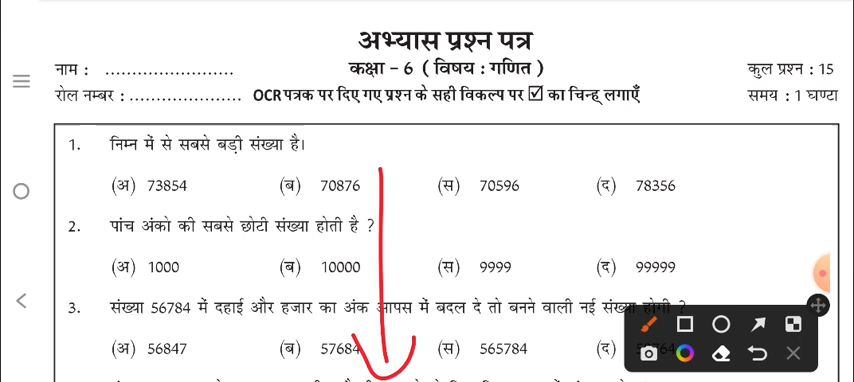 अभ्यास प्रश्न पत्र
नाम : ........................ कक्षा - 6 ( विषय : गणित ) कुल प्रश्न : 15
रोल नम्बर : ..................... OCR पत्रक पर दिए गए प्रश्न के सही विकल्प पर ☑ का चिन्ह् लगाएँ समय : 1 घण्टा
1. निम्न में से सबसे बड़ी संख्या है।
(अ) 73854 (ब) 70876 (स) 70596 (द) 78356
2. पांच अंको की सबसे छोटी संख्या होती है ?
(अ) 1000 (ब) 10000 (स) 9999 (द) 99999
3. संख्या 56784 में दहाई और हजार का अंक आपस में बदल दे तो बनने वाली नई संख्या होगी ?
(अ) 56847 (ब) 57684 (स) 565784 (द)